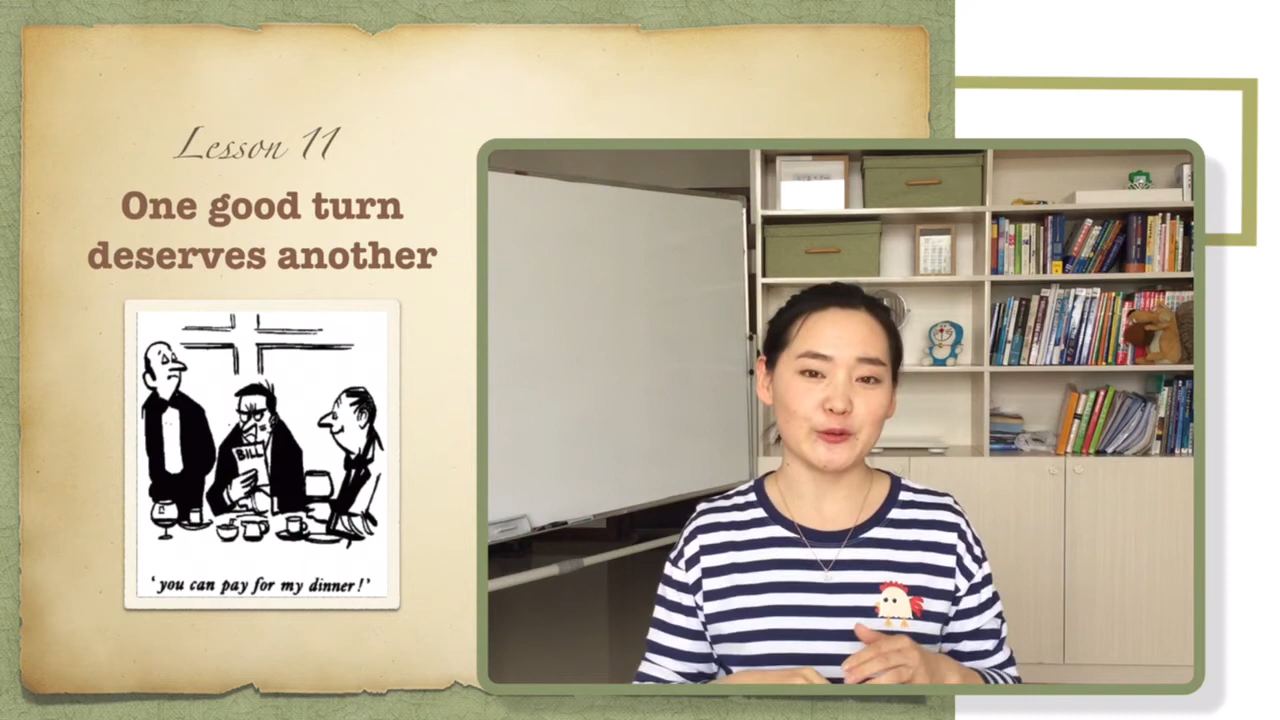 Lesson 11
One good turn
deserves another
BILL
‘you can pay for my dinner!’